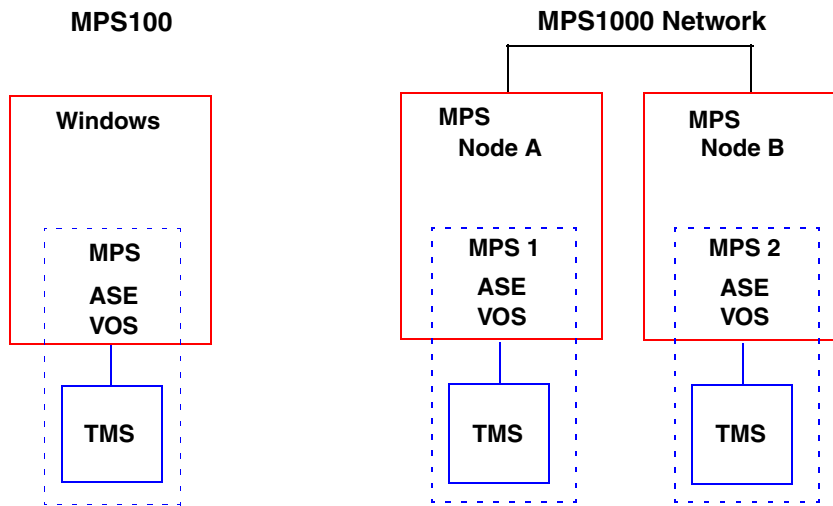 MPS100
Windows
MPS
ASE
VOS
TMS
MPS1000 Network
MPS
Node A
MPS 1
ASE
VOS
TMS
MPS
Node B
MPS 2
ASE
VOS
TMS